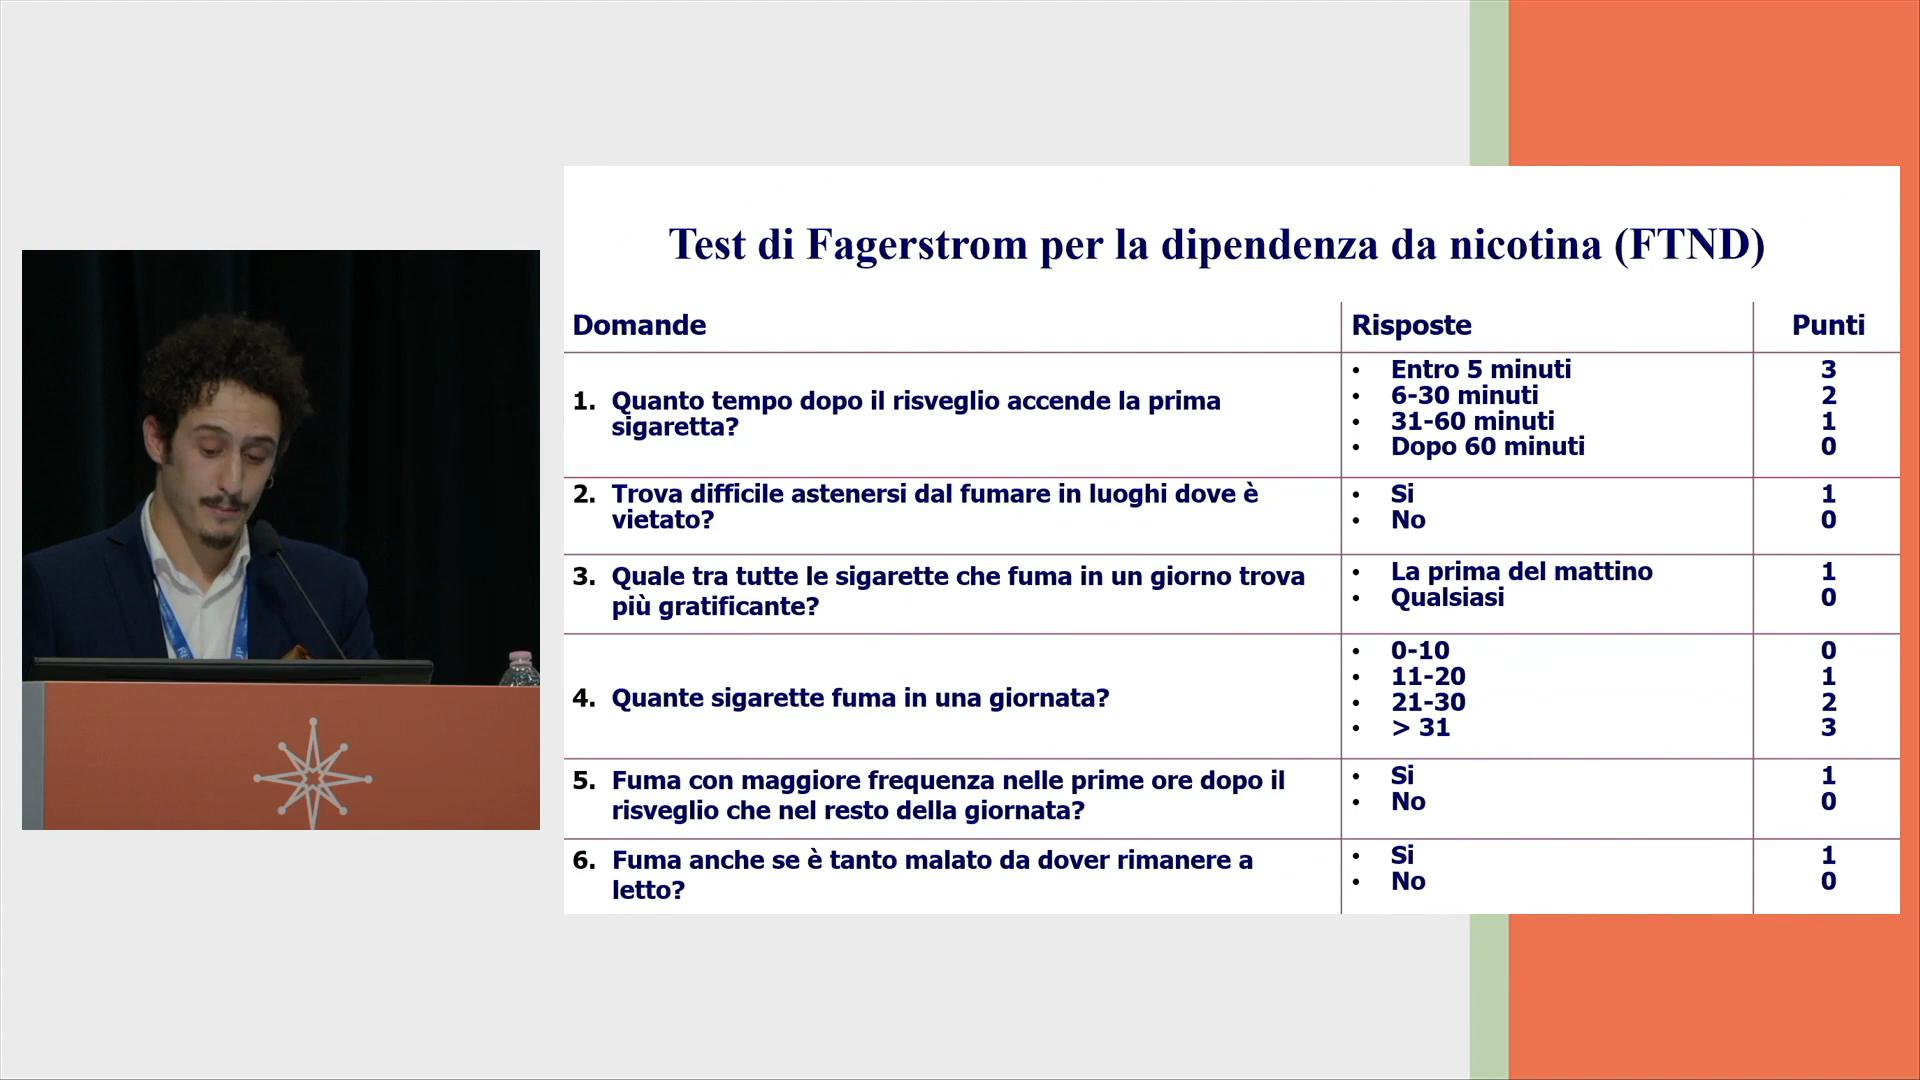 Test di Fagerstrom per la dipendenza da nicotina (FTND)
Domande
Risposte
Punti
1. Quanto tempo dopo il risveglio accende la prima
sigaretta?
• Entro 5 minuti 3
• 6-30 minuti 2
• 31-60 minuti 1
• Dopo 60 minuti 0
2. Trova difficile astenersi dal fumare in luoghi dove è
vietato?
• Si 1
• No 0
3. Quale tra tutte le sigarette che fuma in un giorno trova
più gratificante?
• La prima del mattino 1
• Qualsiasi 0
4. Quante sigarette fuma in una giornata?
• 0-10 0
• 11-20 1
• 21-30 2
• > 31 3
5. Fuma con maggiore frequenza nelle prime ore dopo il
risveglio che nel resto della giornata?
• Si 1
• No 0
6. Fuma anche se è tanto malato da dover rimanere a
letto?
• Si 1
• No 0